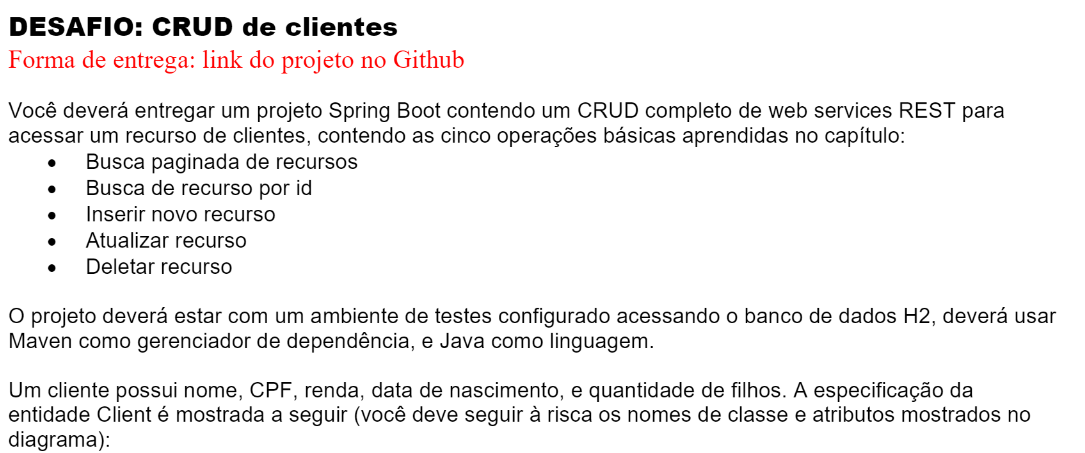 DESAFIO: CRUD de clientes
Forma de entrega: link do projeto no Github
Você deverá entregar um projeto Spring Boot contendo um CRUD completo de web services REST para
acessar um recurso de clientes, contendo as cinco operações básicas aprendidas no capítulo:
• Busca paginada de recursos
• Busca de recurso por id
• Inserir novo recurso
• Atualizar recurso
• Deletar recurso
O projeto deverá estar com um ambiente de testes configurado acessando o banco de dados H2, deverá usar
Maven como gerenciador de dependência, e Java como linguagem.
Um cliente possui nome, CPF, renda, data de nascimento, e quantidade de filhos. A especificação da
entidade Client é mostrada a seguir (você deve seguir à risca os nomes de classe e atributos mostrados no
diagrama):